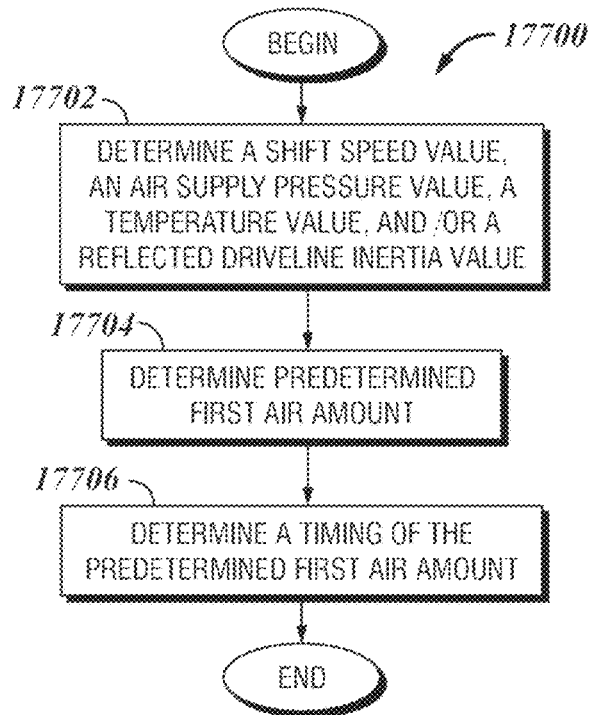 BEGIN
17700
17702
DETERMINE A SHIFT SPEED VALUE,
AN AIR SUPPLY PRESSURE VALUE, A
TEMPERATURE VALUE, AND /OR A
REFLECTED DRIVELINE INERTIA VALUE
17704
DETERMINE PREDETERMINED
FIRST AIR AMOUNT
17706
DETERMINE A TIMING OF THE
PREDETERMINED FIRST AIR AMOUNT
END